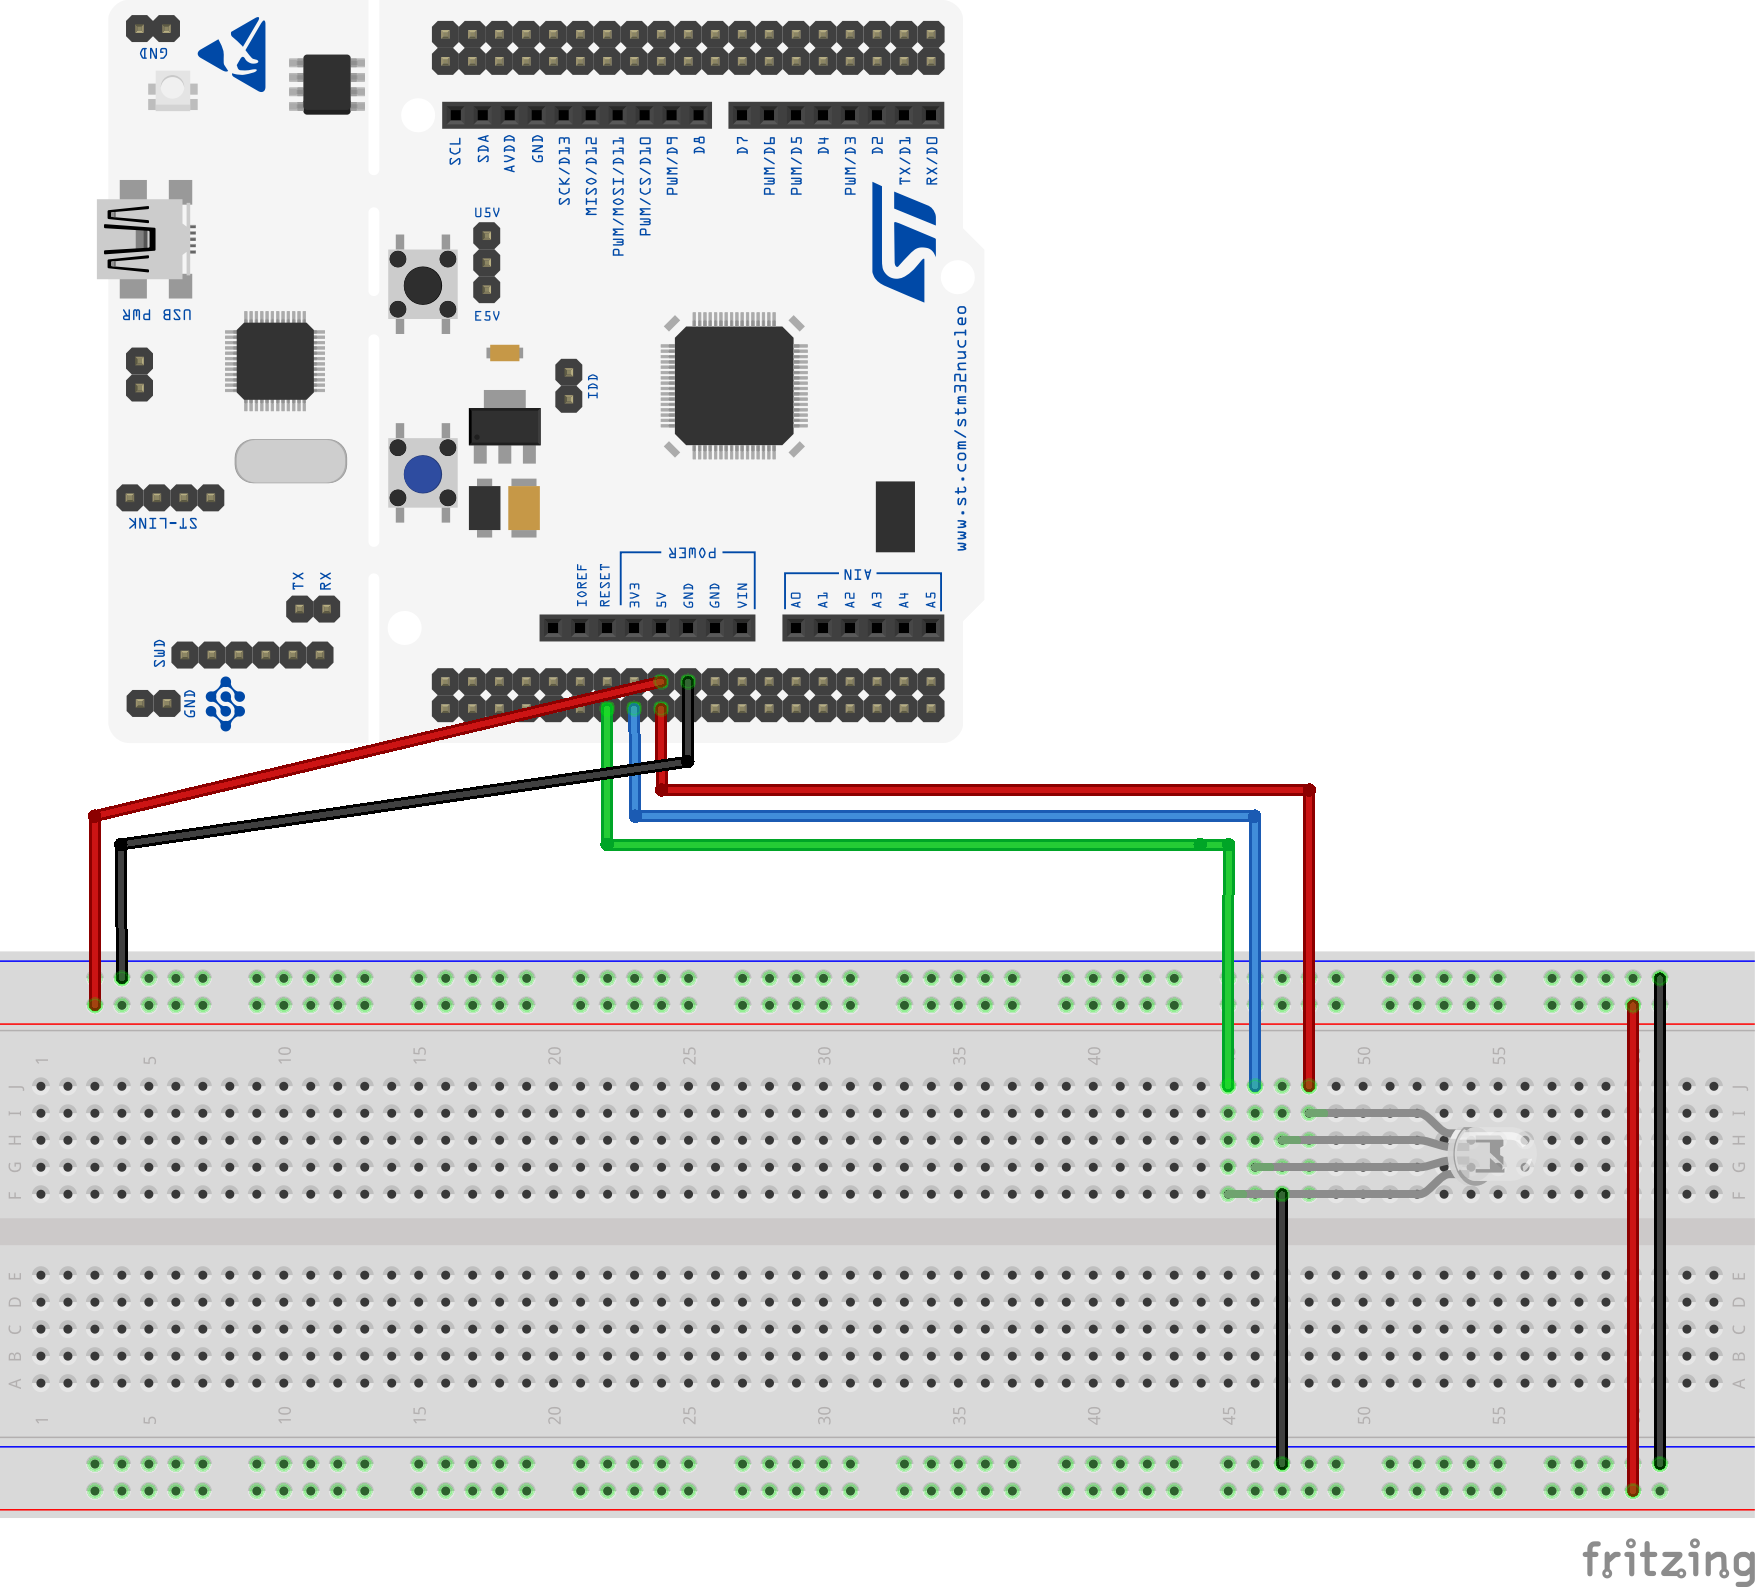 GND
SCL
SDA
AVDD
GND
SCK/D13
MISO/D12
PWM/MOSI/D11
PWM/CS/D10
PWM/D9
D8
D7
PWM/D6
PWM/D5
D4
PWM/D3
D2
TX/D1
RX/D0
U5V
E5V
USB PWR
IDD
www.st.com/stm32nucleo
ST-LINK
TX
RX
SWD
GND
POWER
IOREF
RESET
3V3
5V
GND
GND
VIN
AIN
A0
A1
A2
A3
A4
A5
1 5 10 15 20 25 30 35 40 50 55
J J
I I
H H
G G
F F
E E
D D
C C
B B
A A
1 5 10 15 20 25 30 35 40 45 50 55
fritzing